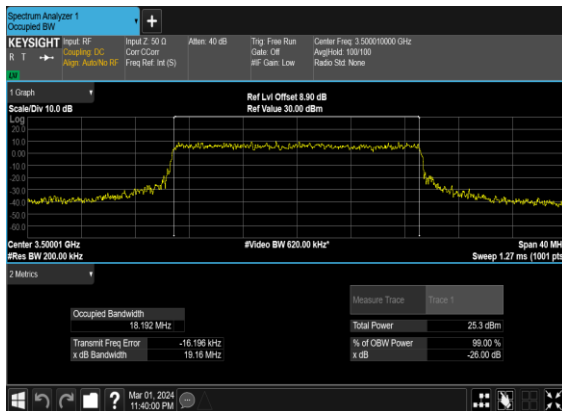 Spectrum Analyzer 1
Occupied BW
KEYSIGHT
R T
Input: RF
Coupling: DC
Align: Auto/No RF
Input Z: 50 Ω
Corr CCorr
Freq Ref: Int (S)
Atten: 40 dB
Trig: Free Run
Gate: Off
#IF Gain: Low
Center Freq: 3.500010000 GHz
Avg|Hold: 100/100
Radio Std: None
1 Graph
Scale/Div 10.0 dB
Ref Lvl Offset 8.90 dB
Ref Value 30.00 dBm
Log
20.0
10.0
0.00
-10.0
-20.0
-30.0
-40.0
-50.0
-60.0
Center 3.50001 GHz
#Res BW 200.00 kHz
#Video BW 620.00 kHz*
Span 40 MH
Sweep 1.27 ms (1001 pts
2 Metrics
Occupied Bandwidth
18.192 MHz
Transmit Freq Error -16.196 kHz
x dB Bandwidth 19.16 MHz
Measure Trace Trace 1
Total Power 25.3 dBm
% of OBW Power 99.00 %
x dB -26.00 dB
Mar 01, 2024
11:40:00 PM